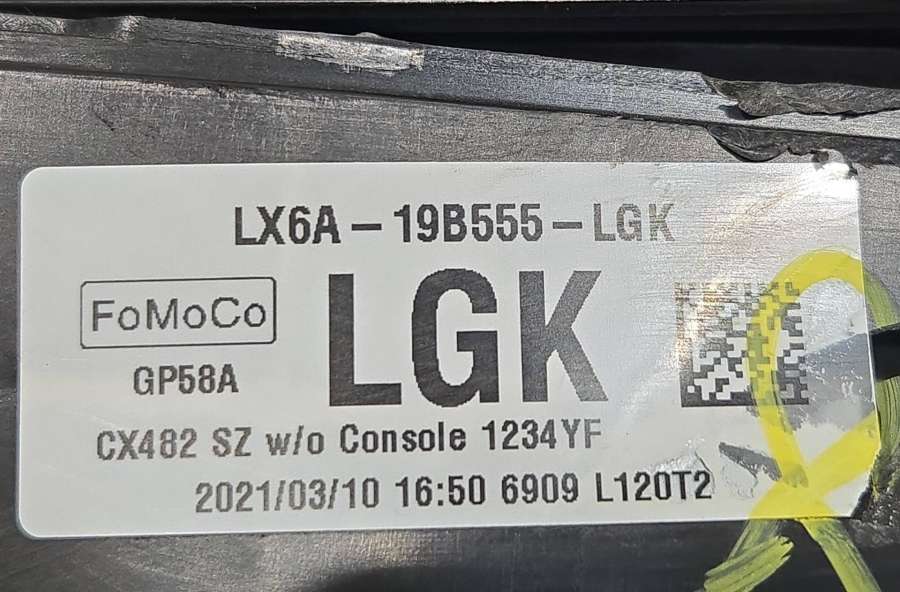 LX6A-19B555-LGK
FoMoCo
LGK
GP58A
CX482 SZ w/o Console 1234YF
2021/03/10 16:50 6909 L120T2